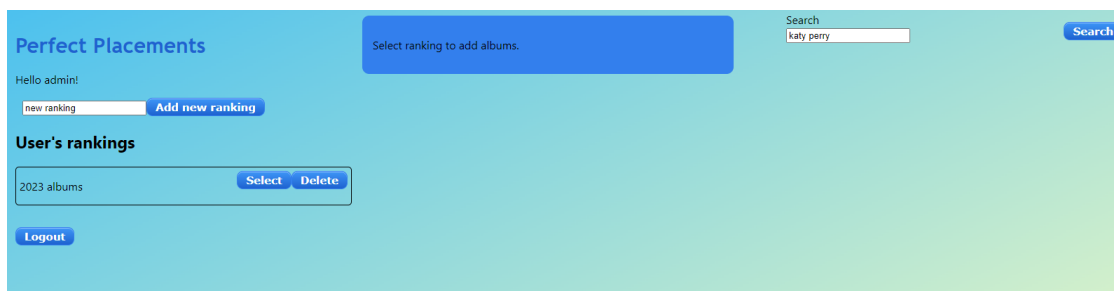 Perfect Placements
Hello admin!
new ranking Add new ranking
User's rankings
2023 albums Select Delete
Logout
Select ranking to add albums.
Search
katy perry Search